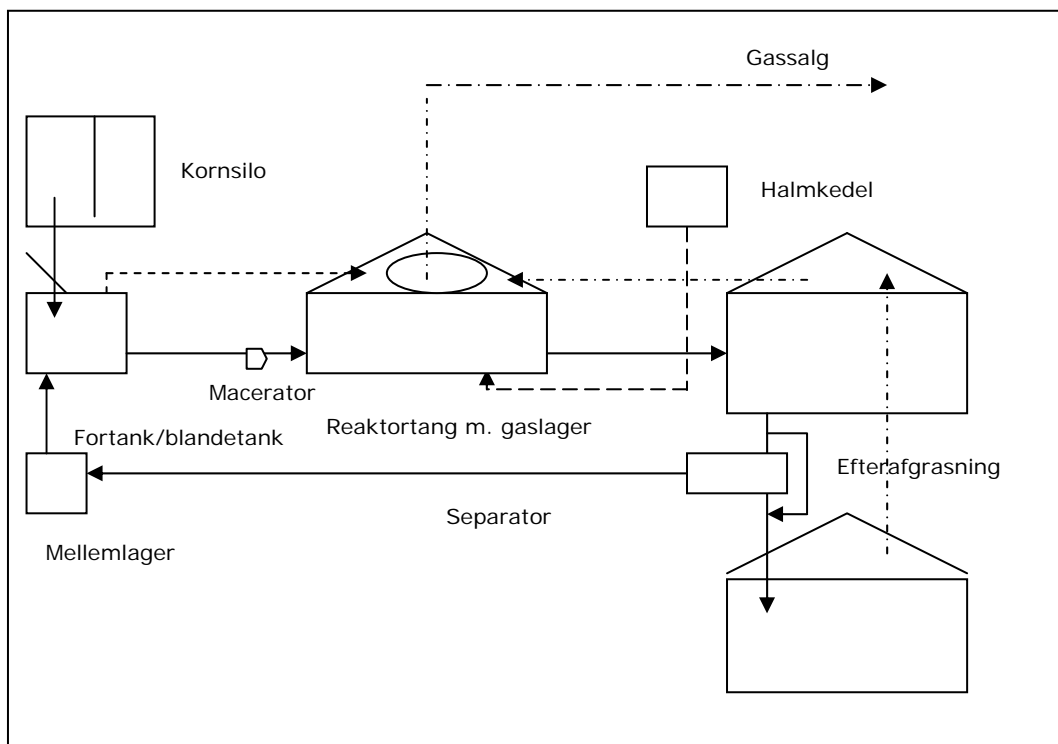 Gassalg
Kornsilo
Halmkedel
Macerator
Reaktortang m. gaslager
Fortank/blandetank
Efterafgrasning
Separator
Mellemlager